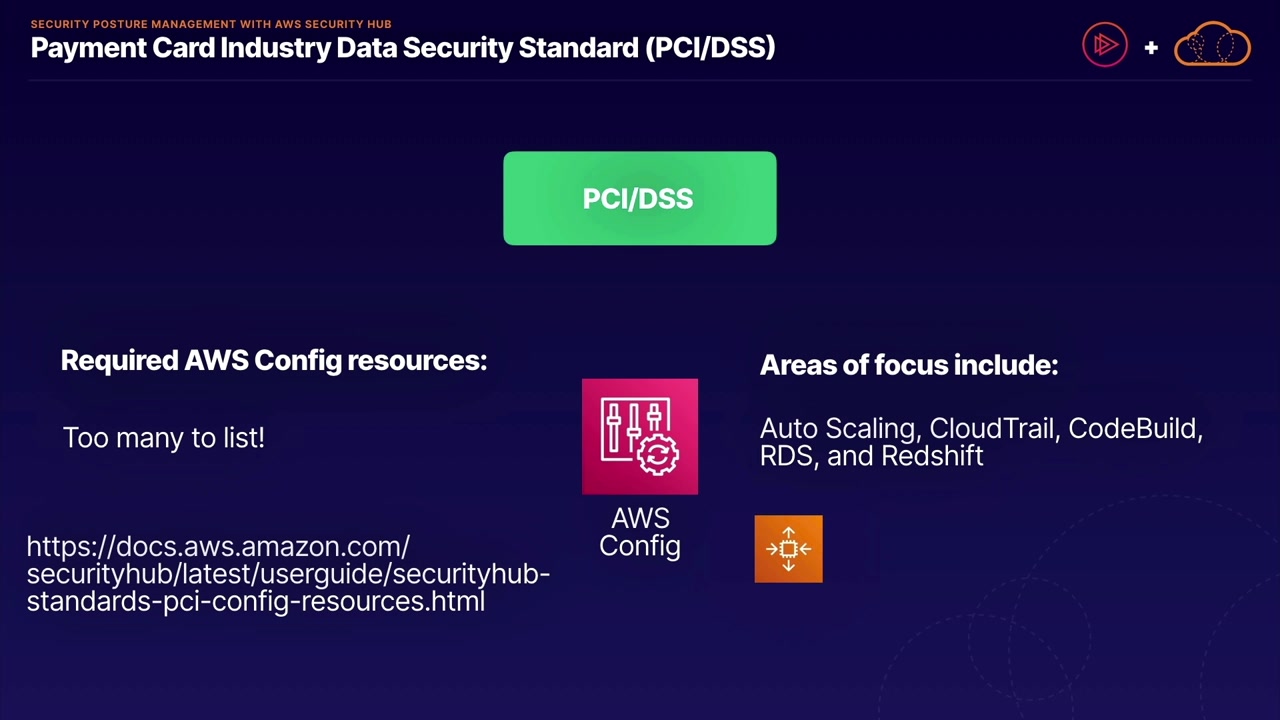 SECURITY POSTURE MANAGEMENT WITH AWS SECURITY HUB
Payment Card Industry Data Security Standard (PCI/DSS)
PCI/DSS
Required AWS Config resources:
Too many to list!
https://docs.aws.amazon.com/
securityhub/latest/userguide/securityhub-
standards-pci-config-resources.html
AWS
Config
Areas of focus include:
Auto Scaling, CloudTrail, CodeBuild,
RDS, and Redshift